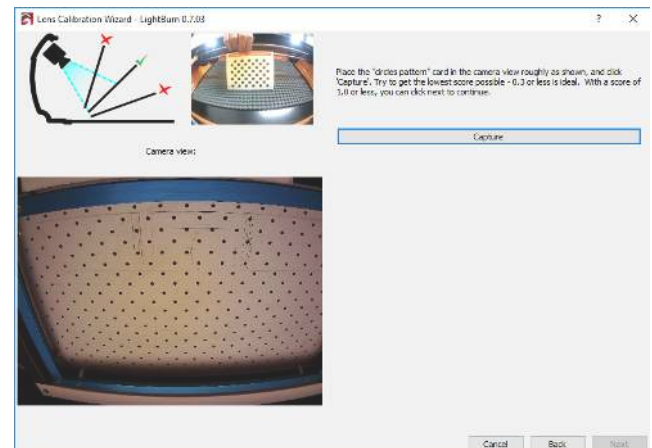 Lens Calibration Wizard - LightBurn 0.7.03
Place the "circles pattern" card in the camera view roughly as shown, and click
'Capture'. Try to get the lowest score possible - 0.3 or less is ideal. With a score of
1.0 or less, you can click next to continue.
Capture
Camera view:
Cancel Back Next